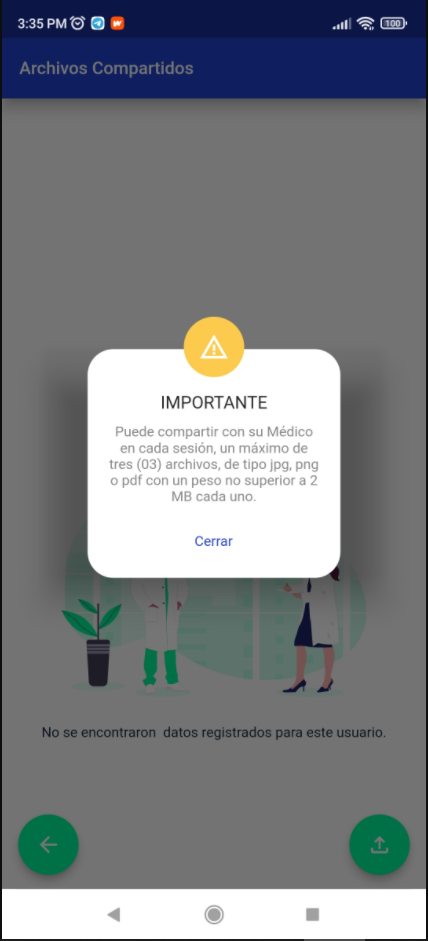 3:35 PM
100
Archivos Compartidos
IMPORTANTE
Puede compartir con su Médico
en cada sesión, un máximo de
tres (03) archivos, de tipo jpg, png
o pdf con un peso no superior a 2
MB cada uno.
Cerrar
No se encontraron  datos registrados para este usuario.